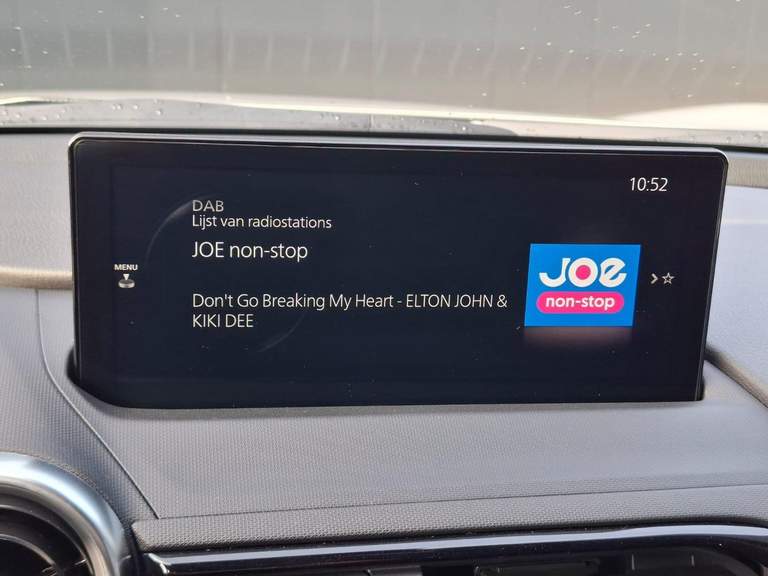 10:52
DAB
Lijst van radiostations
JOE non-stop
MENU
Don't Go Breaking My Heart - ELTON JOHN &
KIKI DEE
JOe
non-stop